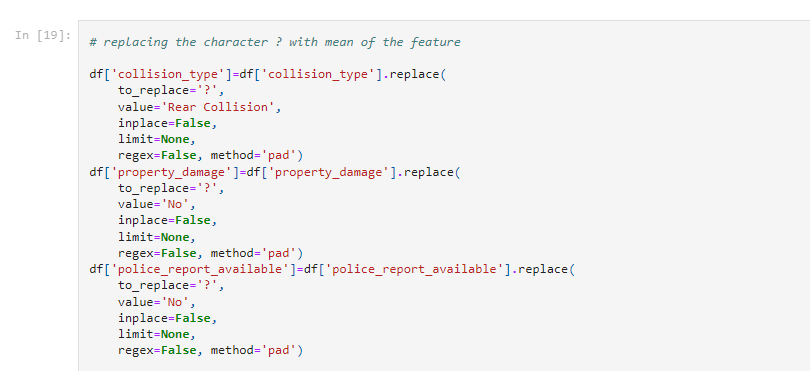 In [19]:
# replacing the character ? with mean of the feature
df['collision_type']=df['collision_type'].replace(
    to_replace='?',
    value='Rear Collision',
    inplace=False,
    limit=None,
    regex=False, method='pad')
df['property_damage']=df['property_damage'].replace(
    to_replace='?',
    value='No',
    inplace=False,
    limit=None,
    regex=False, method='pad')
df['police_report_available']=df['police_report_available'].replace(
    to_replace='?',
    value='No',
    inplace=False,
    limit=None,
    regex=False, method='pad')